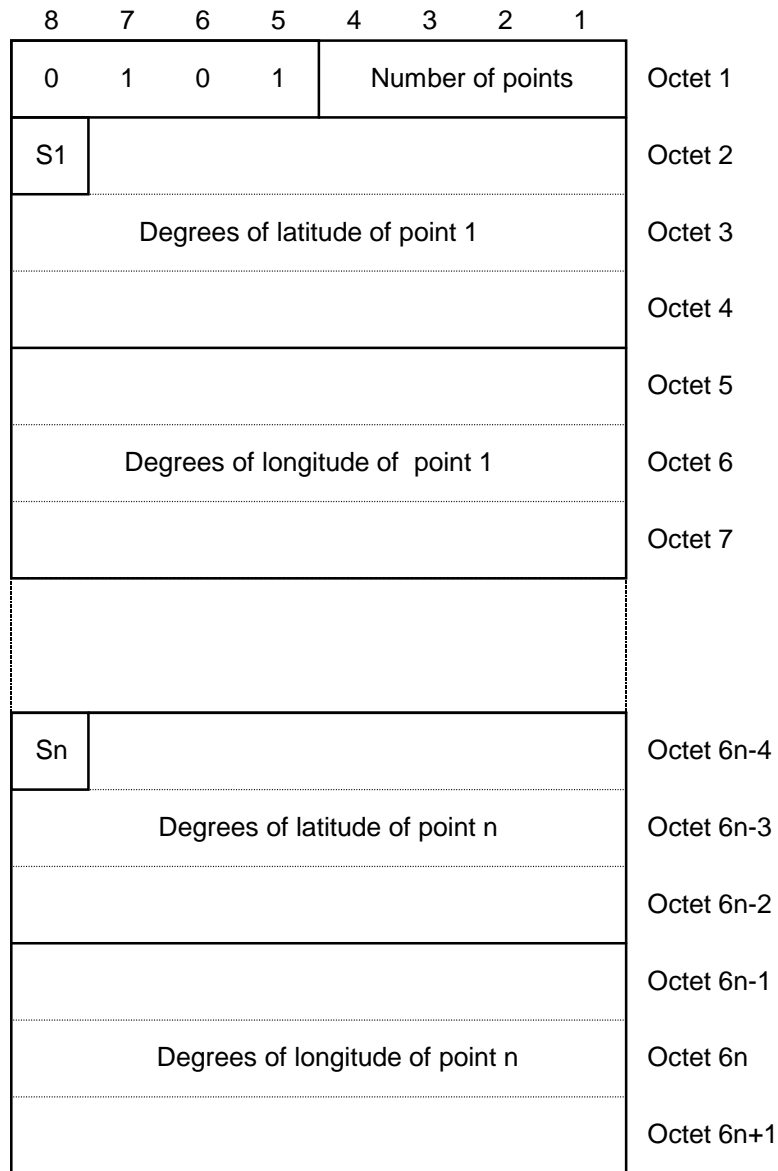 8 7 6 5 4 3 2 1
0 1 0 1 Number of points Octet 1
S1 Octet 2
Degrees of latitude of point 1 Octet 3
Octet 4
Octet 5
Degrees of longitude of point 1 Octet 6
Octet 7
Sn Octet 6n-4
Degrees of latitude of point n Octet 6n-3
Octet 6n-2
Octet 6n-1
Degrees of longitude of point n Octet 6n
Octet 6n+1